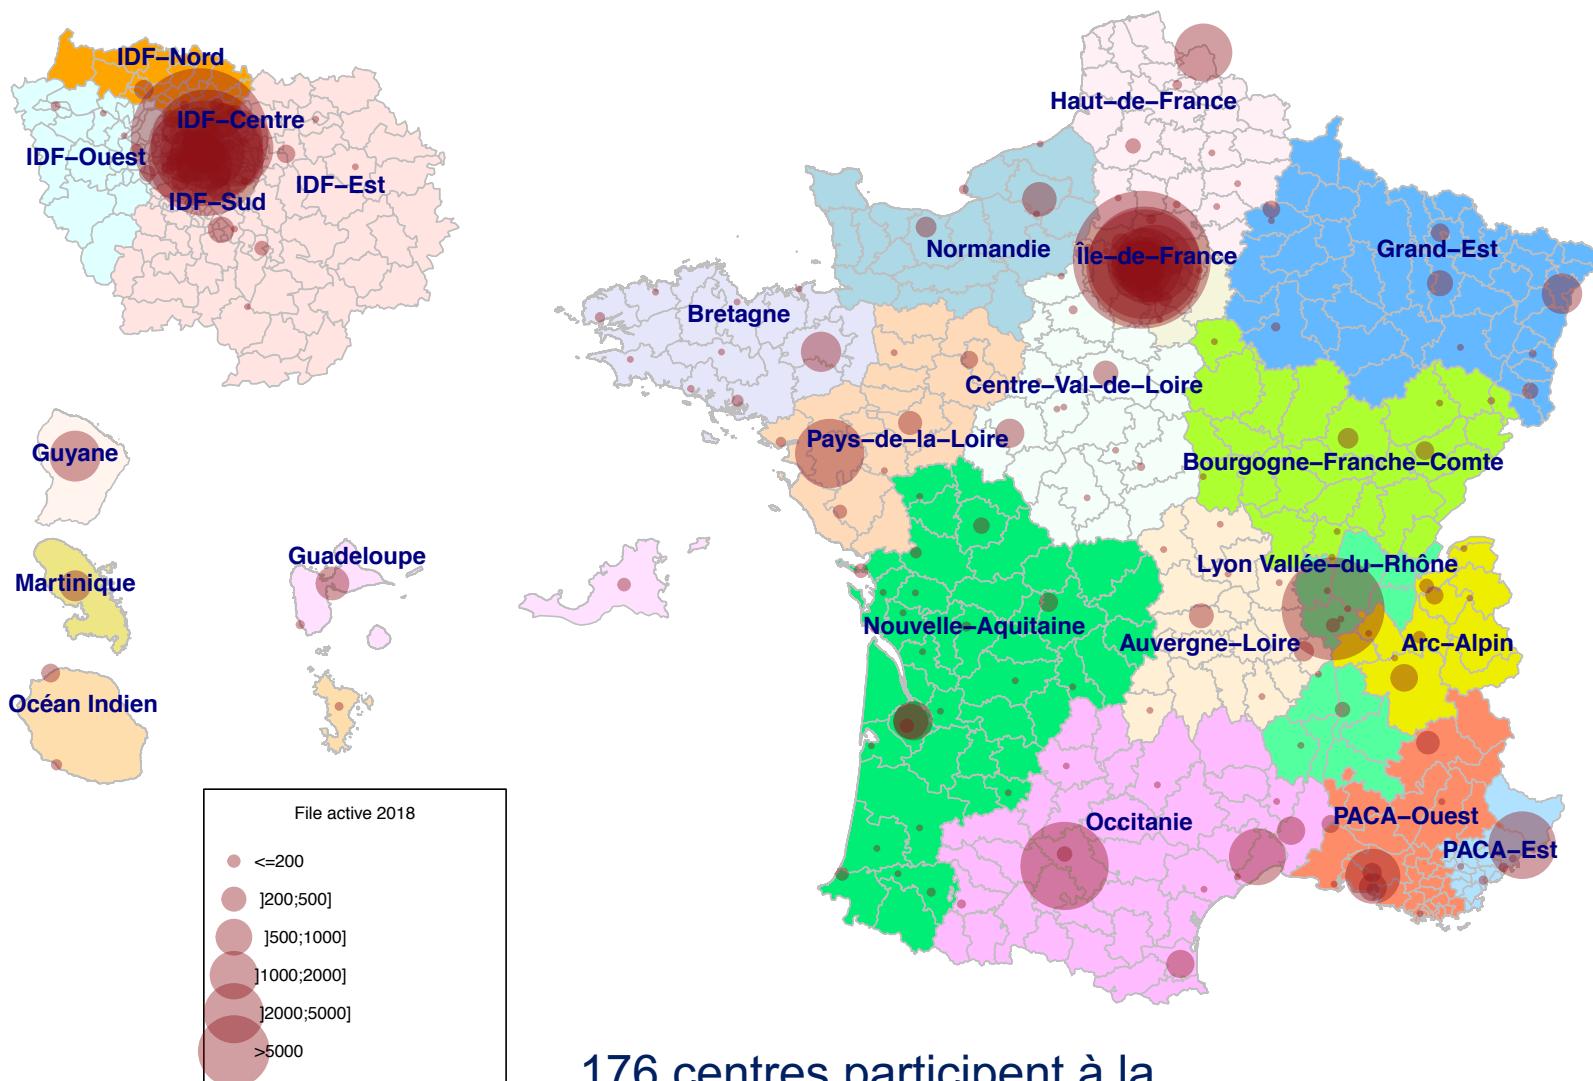 IDF–Nord
IDF–Centre
IDF–Ouest
IDF–Est
IDF–Sud
Haut–de–France
Normandie
Île–de–France
Grand–Est
Bretagne
Centre–Val–de–Loire
Pays–de–la–Loire
Bourgogne–Franche–Comte
Guyane
Guadeloupe
Martinique
Lyon Vallée–du–Rhône
Nouvelle–Aquitaine
Auvergne–Loire
Arc–Alpin
Océan Indien
Occitanie
PACA–Ouest
PACA–Est
File active 2018
<=200
]200;500]
]500;1000]
]1000;2000]
]2000;5000]
>5000
176 centres participent à la